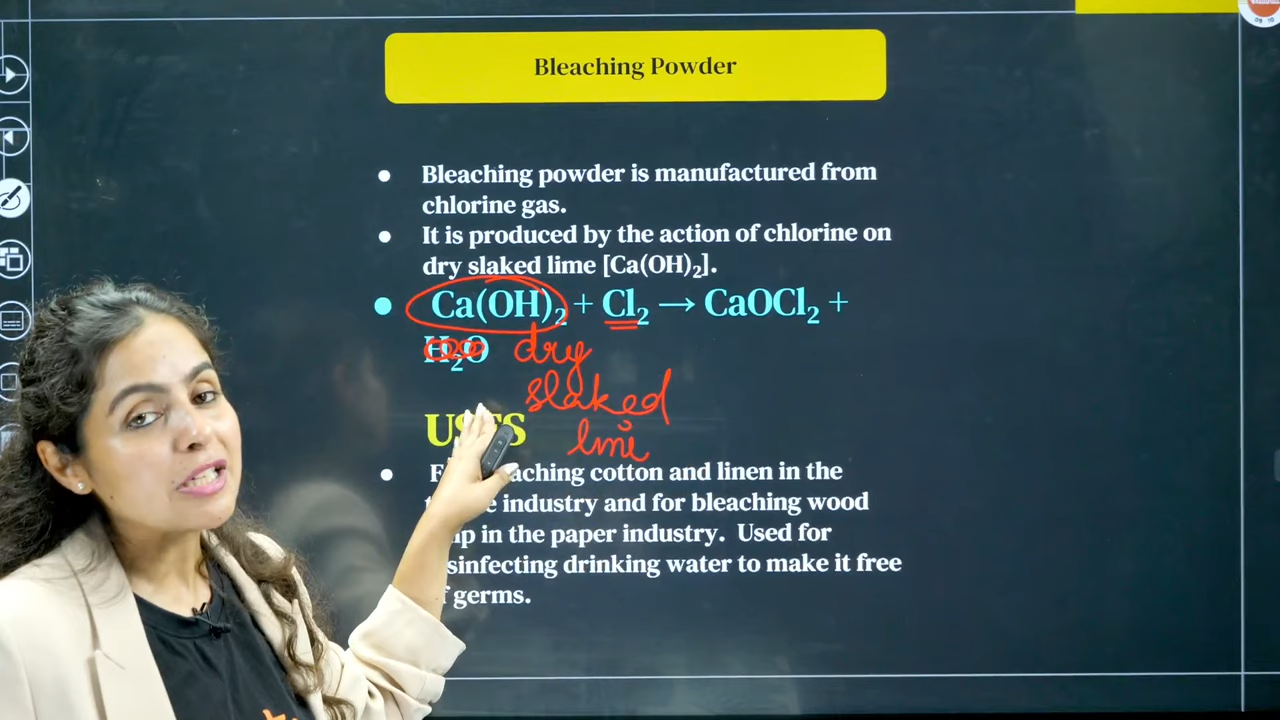 Bleaching Powder
● Bleaching powder is manufactured from
chlorine gas.
● It is produced by the action of chlorine on
dry slaked lime [Ca(OH)₂].
● Ca(OH)₂ + Cl₂ → CaOCl₂ +
H₂O dry
slaked
lime
USES
● aching cotton and linen in the
industry and for bleaching wood
in the paper industry. Used for
sinfecting drinking water to make it free
germs.